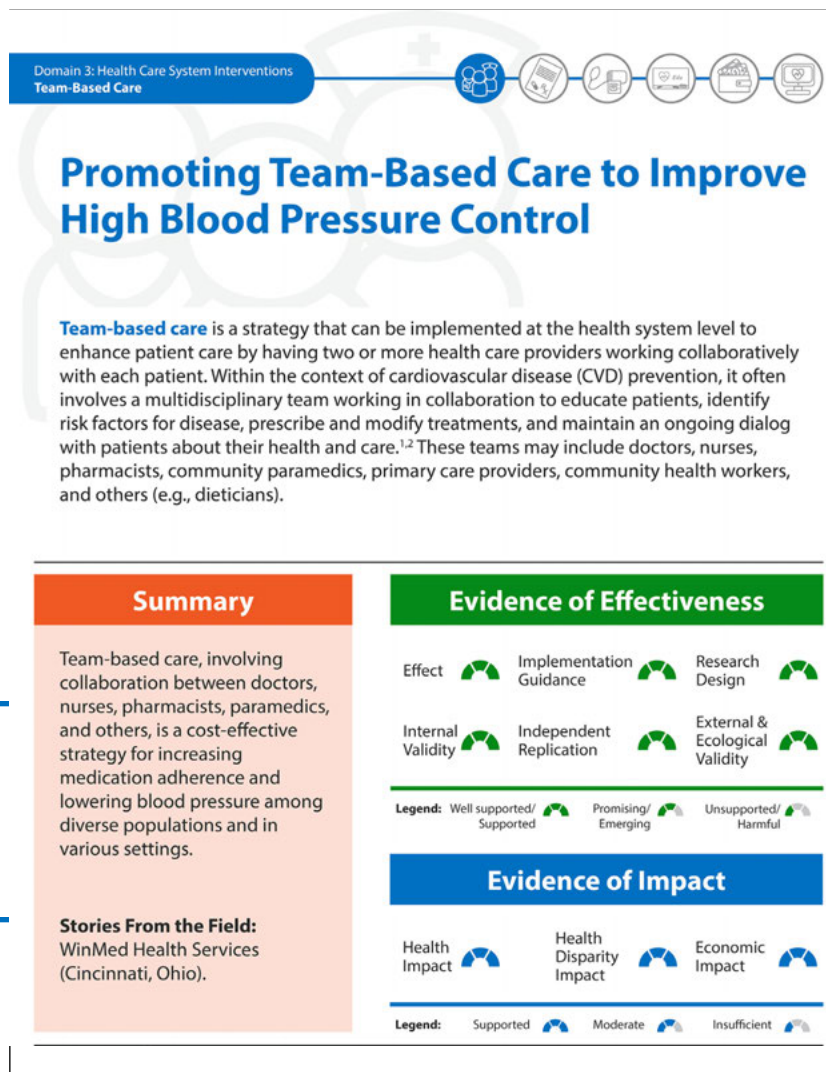 Domain 3: Health Care System Interventions
Team-Based Care
Promoting Team-Based Care to Improve
High Blood Pressure Control
Team-based care is a strategy that can be implemented at the health system level to
enhance patient care by having two or more health care providers working collaboratively
with each patient. Within the context of cardiovascular disease (CVD) prevention, it often
involves a multidisciplinary team working in collaboration to educate patients, identify
risk factors for disease, prescribe and modify treatments, and maintain an ongoing dialog
with patients about their health and care.1,2 These teams may include doctors, nurses,
pharmacists, community paramedics, primary care providers, community health workers,
and others (e.g., dieticians).
Summary
Team-based care, involving
collaboration between doctors,
nurses, pharmacists, paramedics,
and others, is a cost-effective
strategy for increasing
medication adherence and
lowering blood pressure among
diverse populations and in
various settings.
Stories From the Field:
WinMed Health Services
(Cincinnati, Ohio).
Evidence of Effectiveness
Effect
Implementation
Guidance
Research
Design
Internal
Validity
Independent
Replication
External &
Ecological
Validity
Legend: Well supported/
Supported
Promising/
Emerging
Unsupported/
Harmful
Evidence of Impact
Health
Impact
Health
Disparity
Impact
Economic
Impact
Legend: Supported Moderate Insufficient